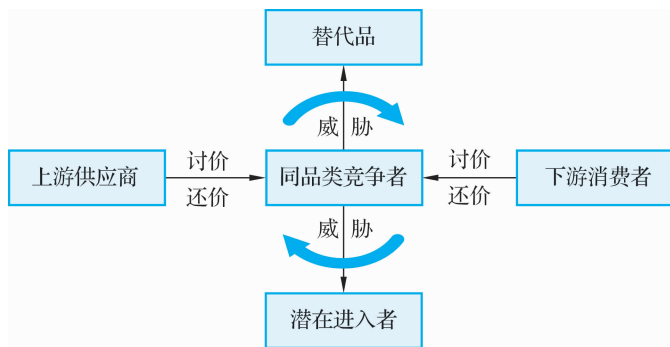 替代品
威 胁
上游供应商
讨价
还价
同品类竞争者
讨价
还价
下游消费者
威 胁
潜在进入者